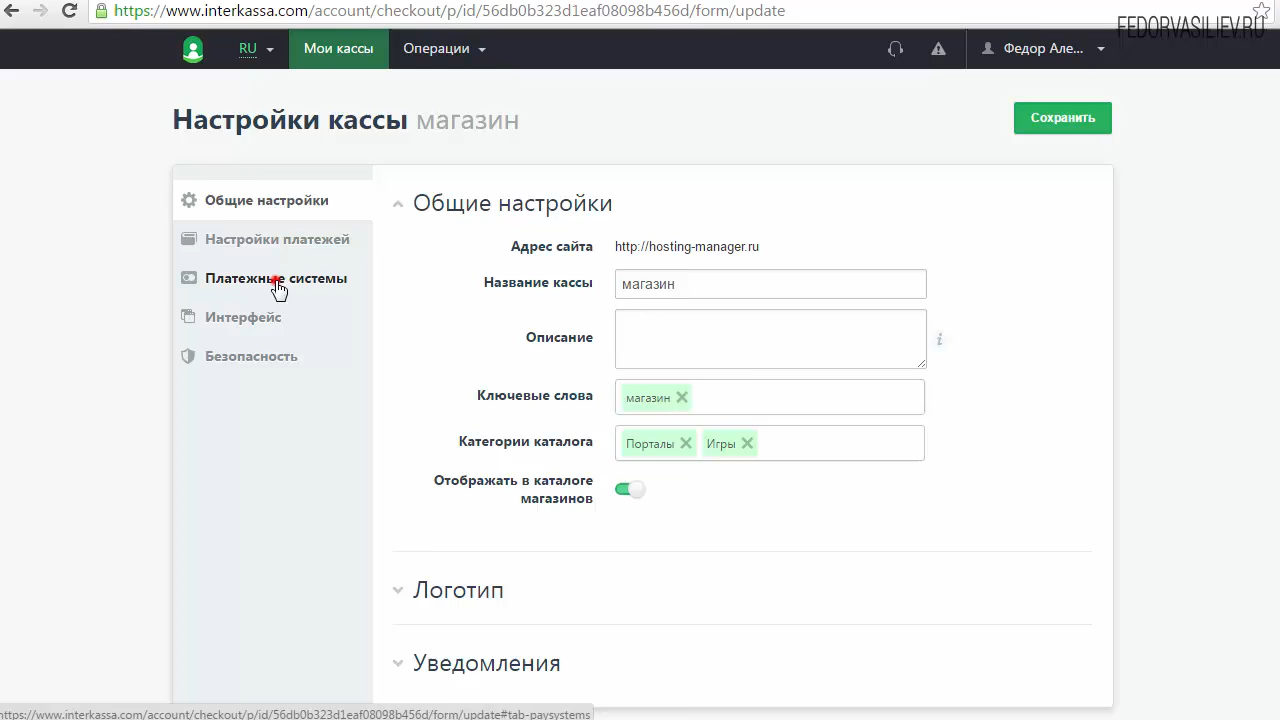 https://www.interkassa.com/account/checkout/p/id/56db0b323d1eaf08098b456d/form/update
FEDORVASILIEV.RU
RU
Мои кассы
Операции
Федор Але...
Настройки кассы магазин
Сохранить
Общие настройки
Настройки платежей
Платежные системы
Интерфейс
Безопасность
Общие настройки
Адрес сайта http://hosting-manager.ru
Название кассы магазин
Описание
i
Ключевые слова магазин
Категории каталога Порталы Игры
Отображать в каталоге
магазинов
Логотип
Уведомления
https://www.interkassa.com/account/checkout/p/id/56db0b323d1eaf08098b456d/form/update#tab-paysystems